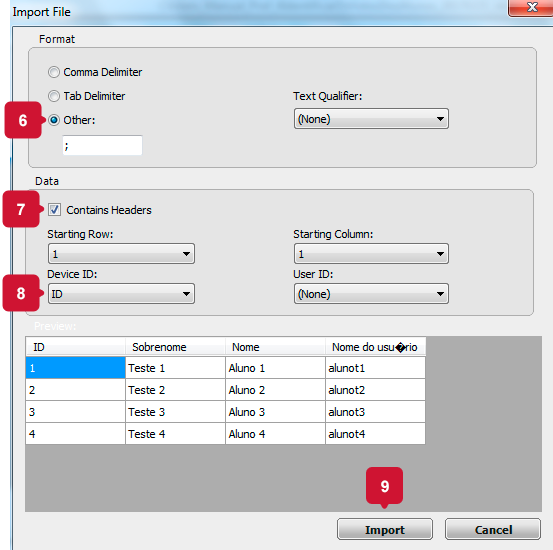 Import File
Format
Comma Delimiter
Tab Delimiter
Text Qualifier:
6
Other:
(None)
;
Data
7
Contains Headers
Starting Row:
Starting Column:
1
1
Device ID:
User ID:
8
ID
(None)
Preview:
ID Sobrenome Nome Nome do usu�rio
1 Teste 1 Aluno 1 alunot1
2 Teste 2 Aluno 2 alunot2
3 Teste 3 Aluno 3 alunot3
4 Teste 4 Aluno 4 alunot4
9
Import Cancel